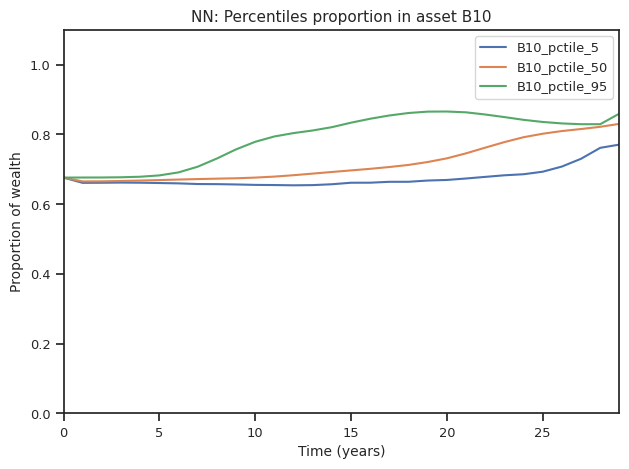 NN: Percentiles proportion in asset B10
B10_pctile_5
B10_pctile_50
B10_pctile_95
Proportion of wealth
1.0
0.8
0.6
0.4
0.2
0.0
0 5 10 15 20 25
Time (years)